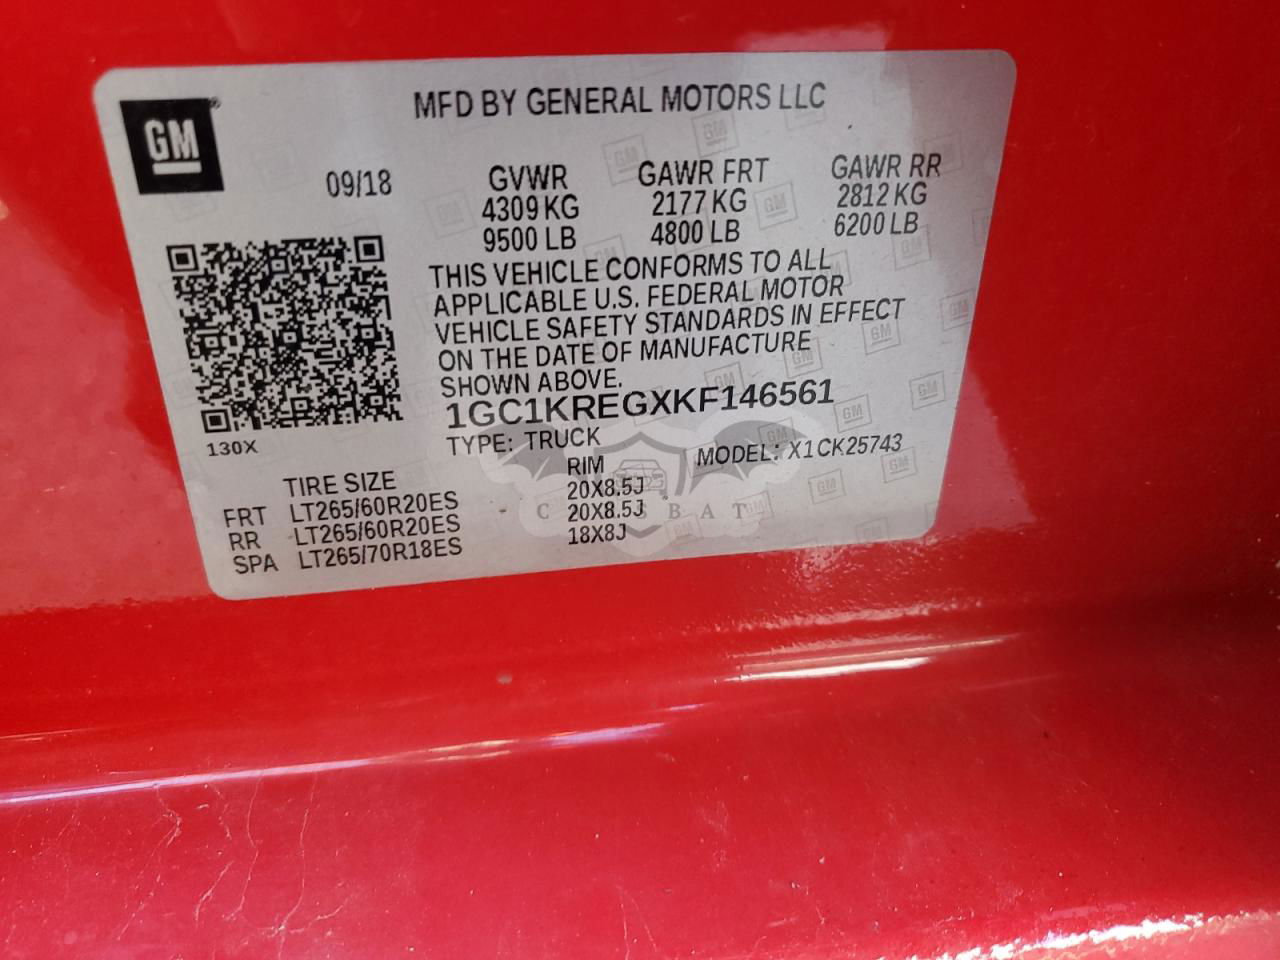 MFD BY GENERAL MOTORS LLC
GM®
09/18
GVWR GAWR FRT GAWR RR
4309 KG 2177 KG 2812 KG
9500 LB 4800 LB 6200 LB
THIS VEHICLE CONFORMS TO ALL
APPLICABLE U.S. FEDERAL MOTOR
VEHICLE SAFETY STANDARDS IN EFFECT
ON THE DATE OF MANUFACTURE
SHOWN ABOVE.
1GC1KREGXKF146561
130X
TYPE: TRUCK MODEL: X1CK25743
TIRE SIZE RIM
FRT LT265/60R20ES 20X8.5J
RR LT265/60R20ES 20X8.5J
SPA LT265/70R18ES 18X8J